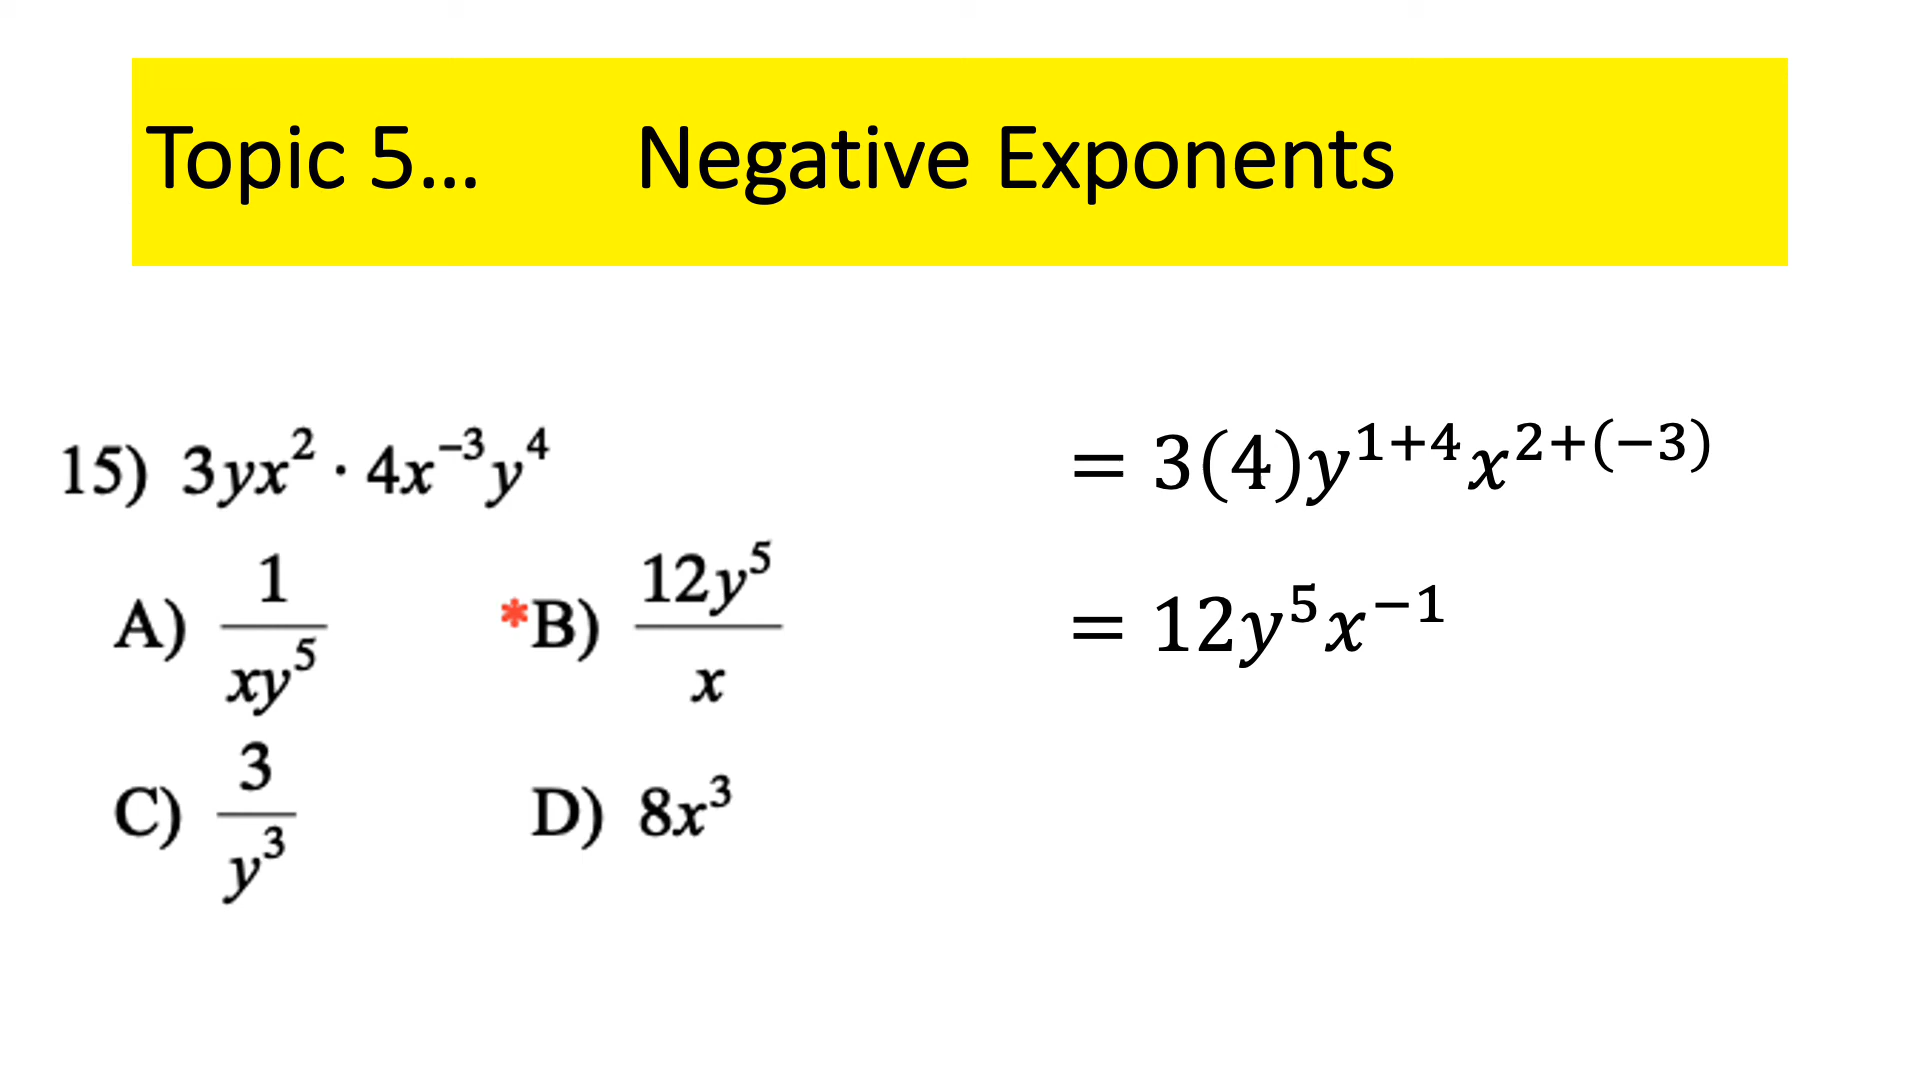 Topic 5... Negative Exponents
15) 3yx² · 4x⁻³y⁴
= 3(4)y¹⁺⁴x²⁺⁽⁻³⁾
A) 1/(xy⁵) *B) 12y⁵/x
= 12y⁵x⁻¹
C) 3/y³ D) 8x³